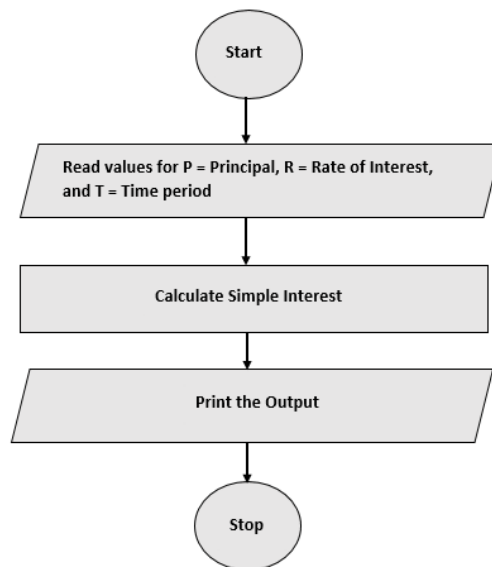 Start
Read values for P = Principal, R = Rate of Interest,
and T = Time period
Calculate Simple Interest
Print the Output
Stop